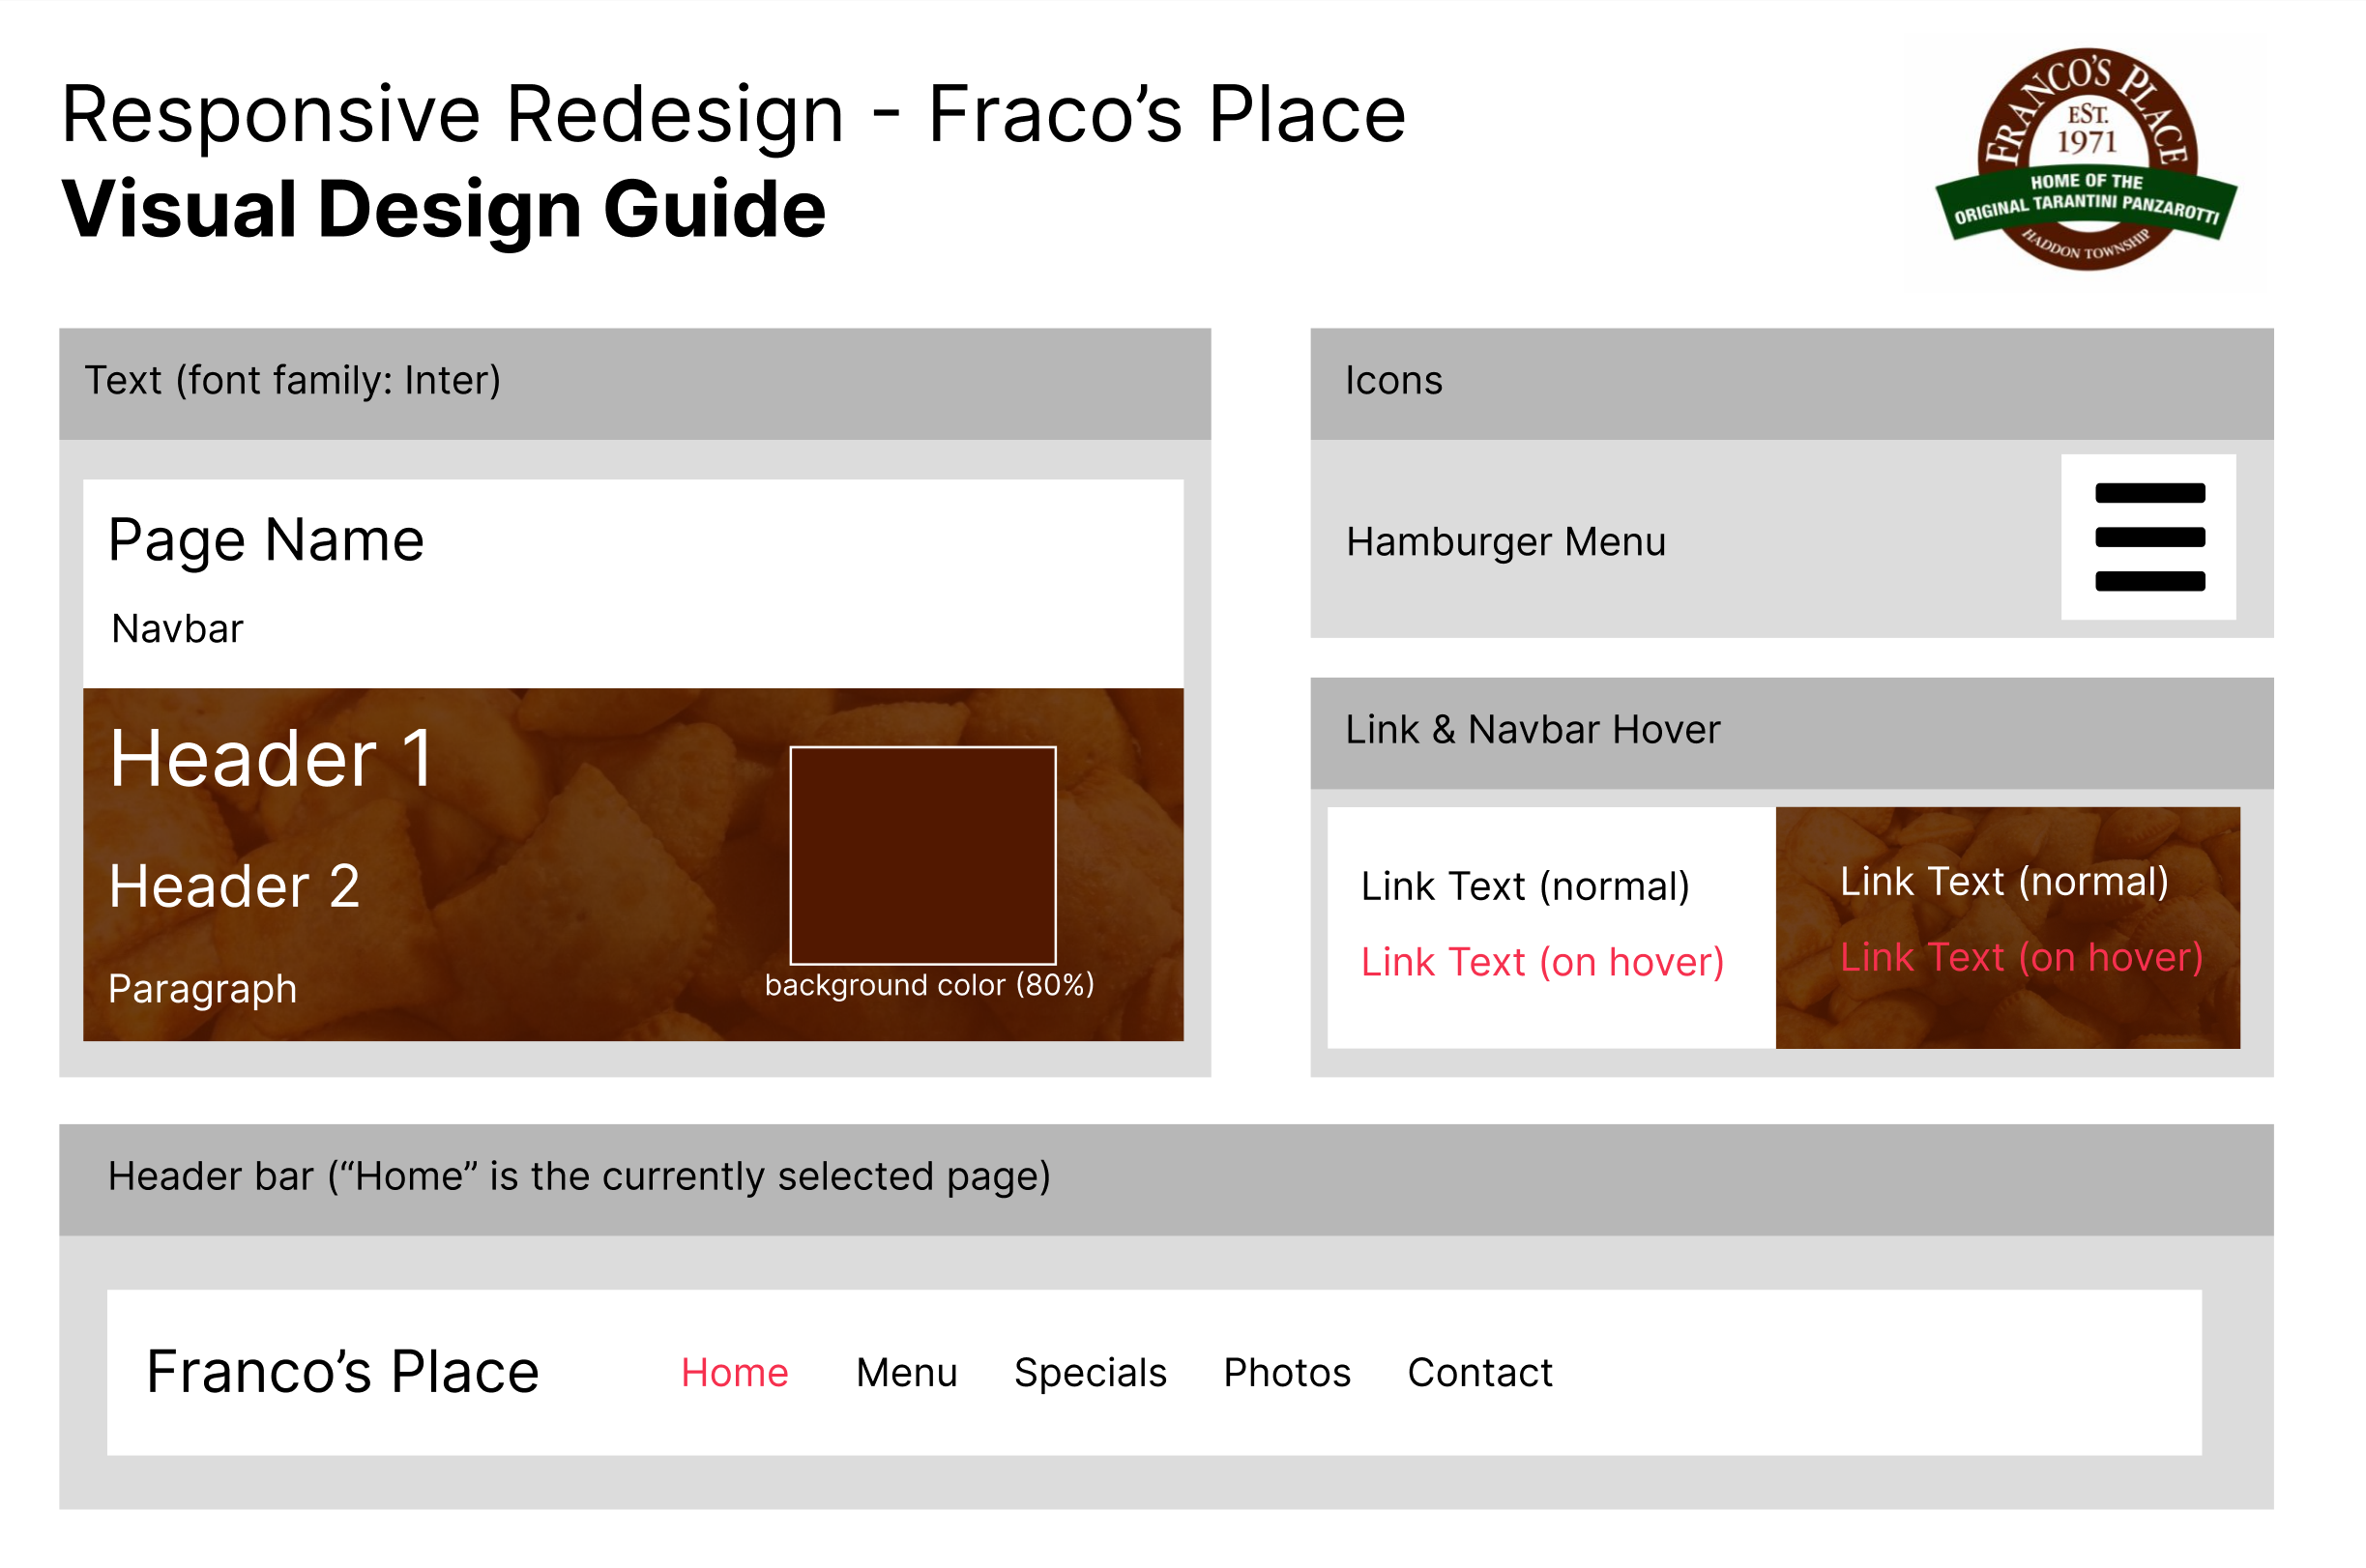 Responsive Redesign - Fraco’s Place
Visual Design Guide
FRANCO’S PLACE
EST.
1971
HOME OF THE
ORIGINAL TARANTINI PANZAROTTI
HADDON TOWNSHIP
Text (font family: Inter)
Page Name
Navbar
Header 1
Header 2
Paragraph
background color (80%)
Icons
Hamburger Menu
Link & Navbar Hover
Link Text (normal)
Link Text (on hover)
Link Text (normal)
Link Text (on hover)
Header bar (“Home” is the currently selected page)
Franco’s Place Home Menu Specials Photos Contact